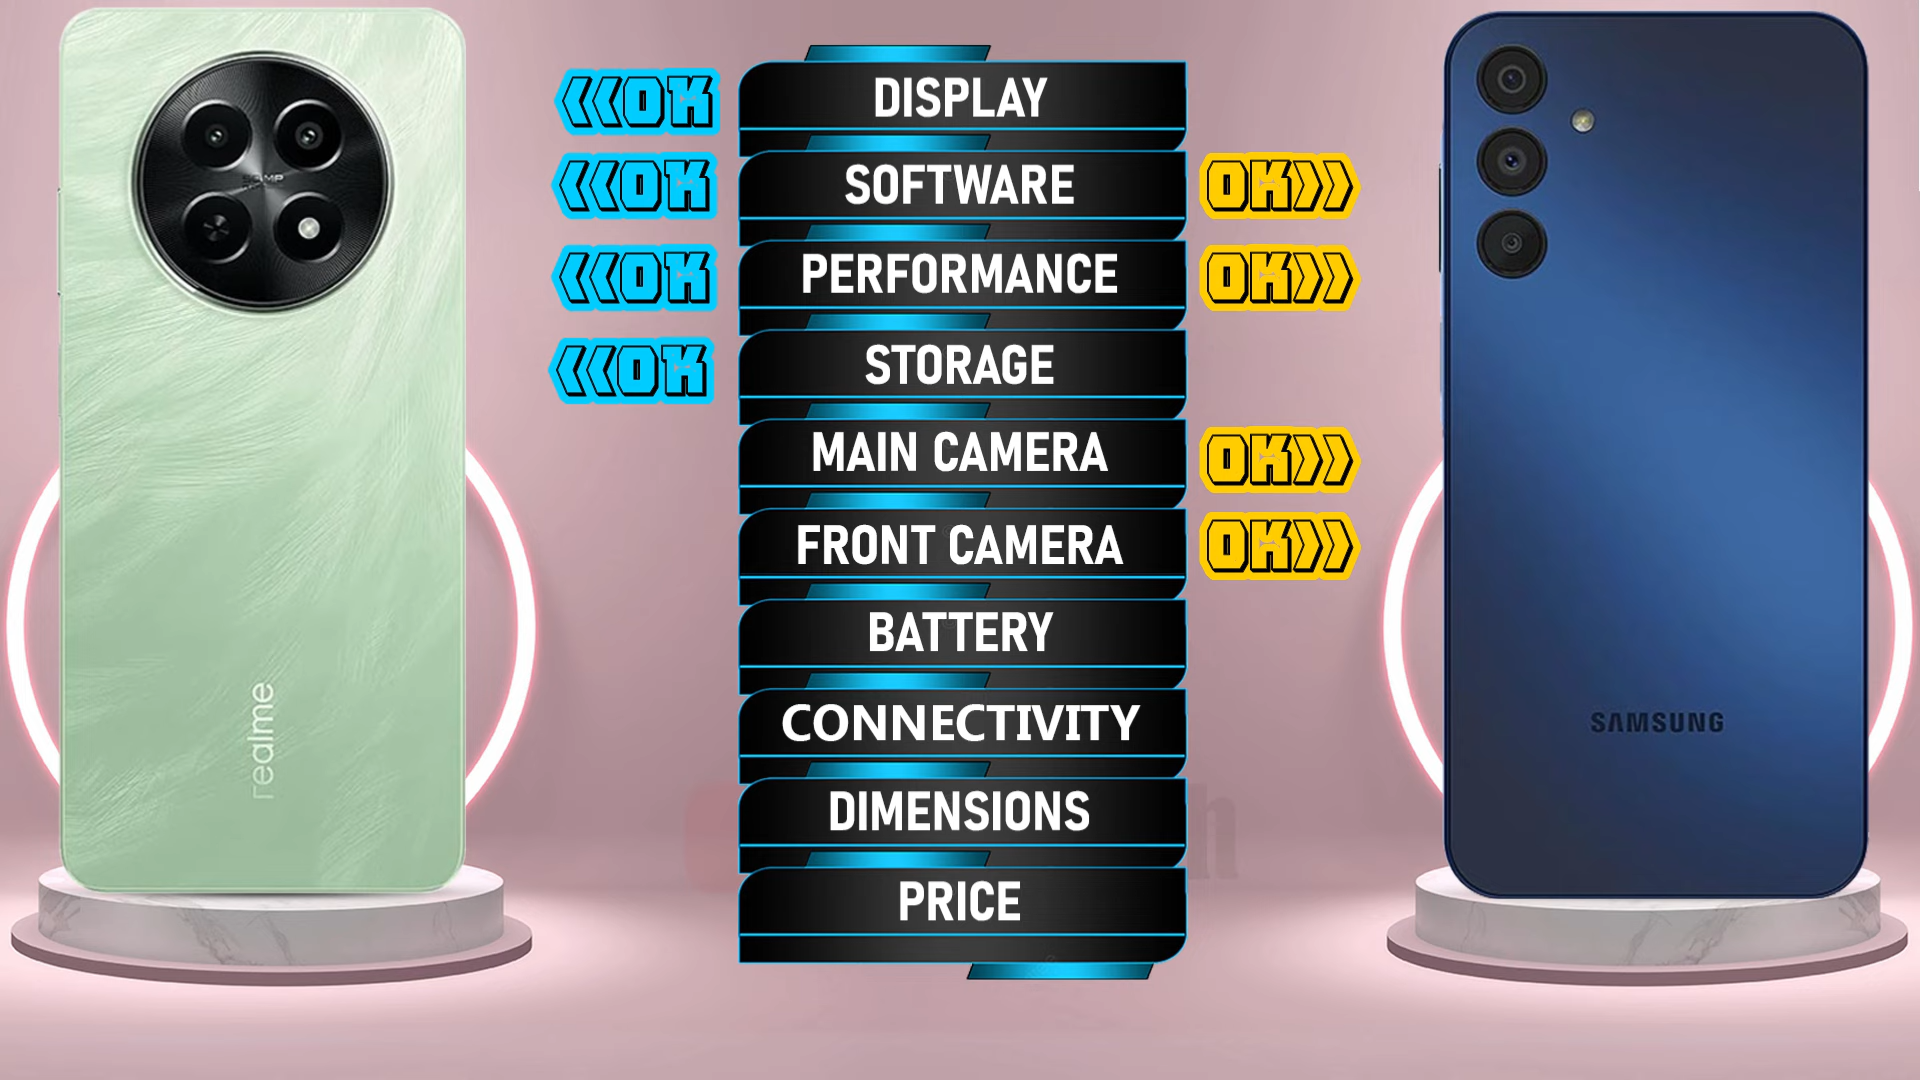 <<OK DISPLAY
<<OK SOFTWARE OK>>
<<OK PERFORMANCE OK>>
<<OK STORAGE
MAIN CAMERA OK>>
FRONT CAMERA OK>>
BATTERY
CONNECTIVITY
DIMENSIONS
PRICE
realme
SAMSUNG